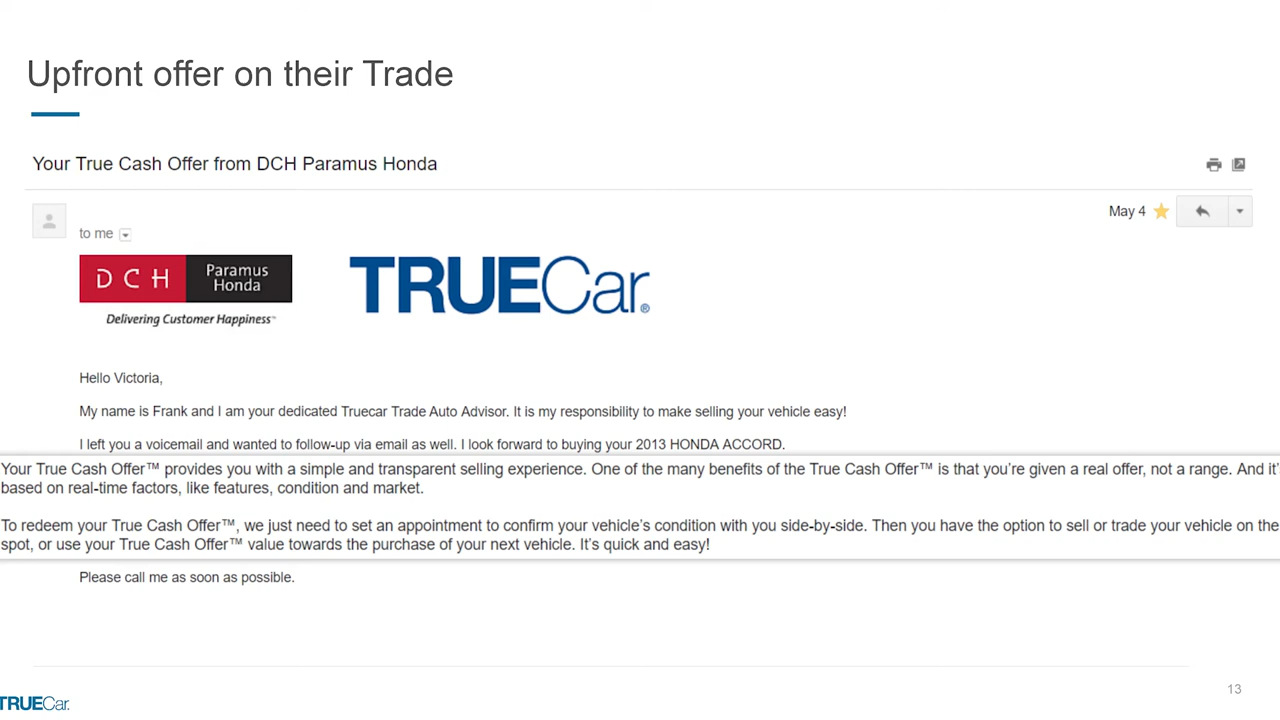 Upfront offer on their Trade
Your True Cash Offer from DCH Paramus Honda
May 4
to me
DCH
Paramus
Honda
Delivering Customer Happiness℠
TRUECar®
Hello Victoria,
My name is Frank and I am your dedicated Truecar Trade Auto Advisor. It is my responsibility to make selling your vehicle easy!
I left you a voicemail and wanted to follow-up via email as well. I look forward to buying your 2013 HONDA ACCORD.
Your True Cash Offer™ provides you with a simple and transparent selling experience. One of the many benefits of the True Cash Offer™ is that you're given a real offer, not a range. And it's
based on real-time factors, like features, condition and market.
To redeem your True Cash Offer™, we just need to set an appointment to confirm your vehicle's condition with you side-by-side. Then you have the option to sell or trade your vehicle on the
spot, or use your True Cash Offer™ value towards the purchase of your next vehicle. It's quick and easy!
Please call me as soon as possible.
13
TRUECar.